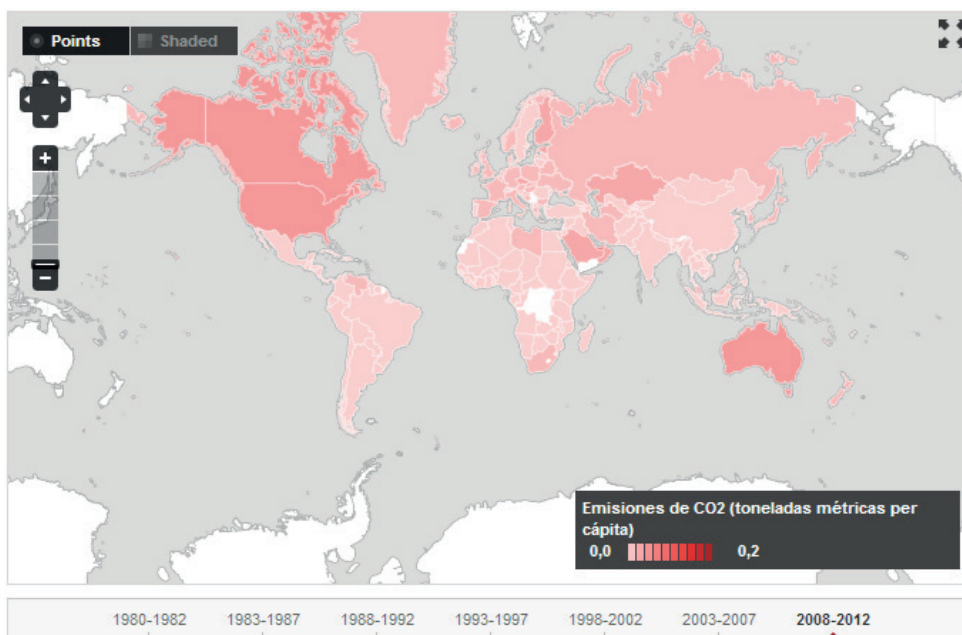 Points
Shaded
+
−
Emisiones de CO2 (toneladas métricas per
cápita)
0,0 0,2
1980-1982 1983-1987 1988-1992 1993-1997 1998-2002 2003-2007 2008-2012